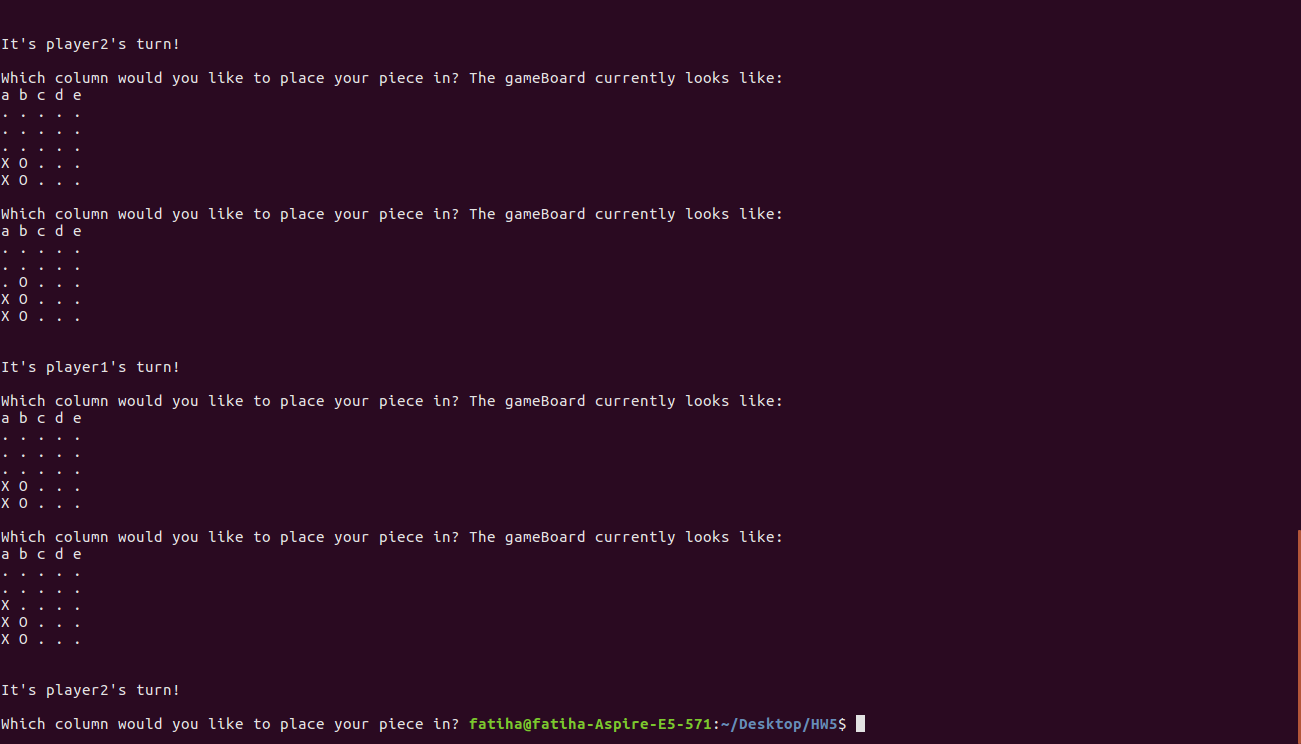 It's player2's turn!
Which column would you like to place your piece in? The gameBoard currently looks like:
a b c d e
. . . . .
. . . . .
. . . . .
X O . . .
X O . . .
Which column would you like to place your piece in? The gameBoard currently looks like:
a b c d e
. . . . .
. . . . .
. O . . .
X O . . .
X O . . .
It's player1's turn!
Which column would you like to place your piece in? The gameBoard currently looks like:
a b c d e
. . . . .
. . . . .
. . . . .
X O . . .
X O . . .
Which column would you like to place your piece in? The gameBoard currently looks like:
a b c d e
. . . . .
. . . . .
X . . . .
X O . . .
X O . . .
It's player2's turn!
Which column would you like to place your piece in? fatiha@fatiha-Aspire-E5-571:~/Desktop/HW5$